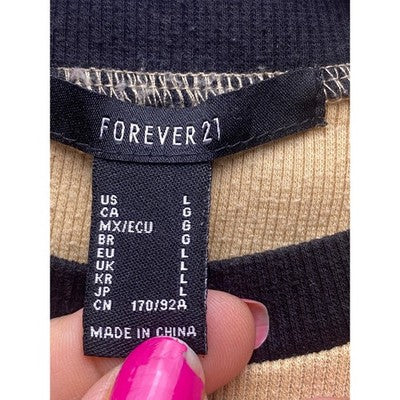 FOREVER 21
US L
CA G
MX/ECU G
BR G
EU L
UK L
KR L
JP L
CN 170/92A
MADE IN CHINA